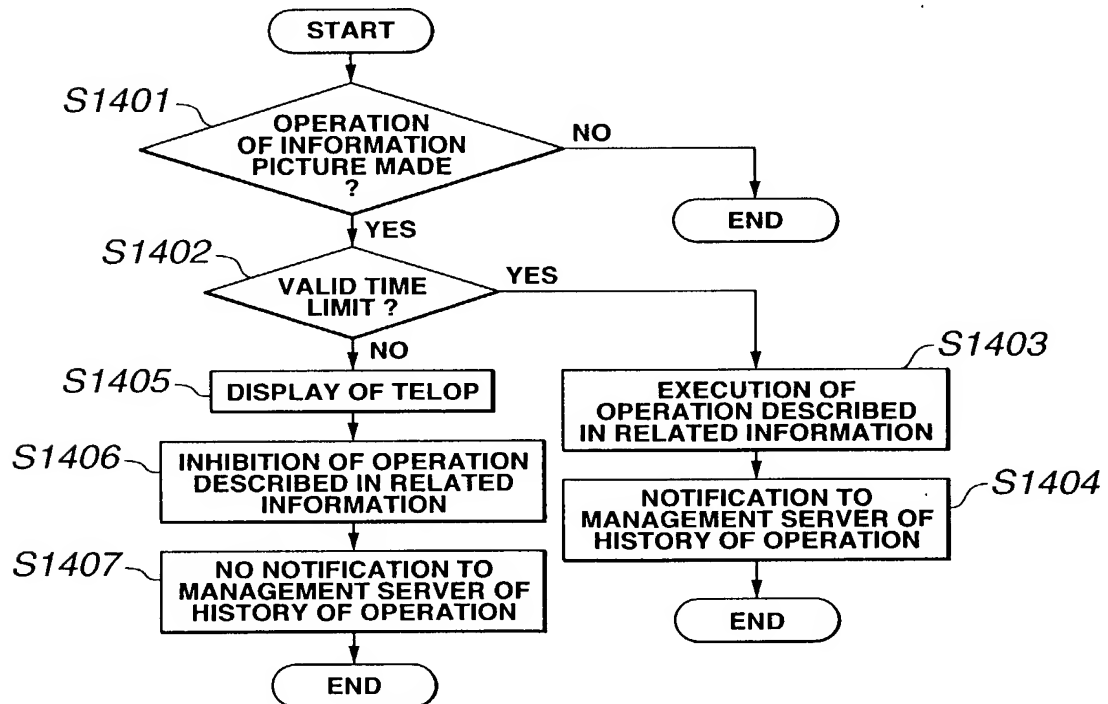 START
S1401
OPERATION
OF INFORMATION
PICTURE MADE
?
NO
END
YES
S1402
VALID TIME
LIMIT ?
YES
NO
S1403
EXECUTION OF
OPERATION DESCRIBED
IN RELATED INFORMATION
S1405
DISPLAY OF TELOP
S1406
INHIBITION OF OPERATION
DESCRIBED IN RELATED
INFORMATION
S1404
NOTIFICATION TO
MANAGEMENT SERVER OF
HISTORY OF OPERATION
S1407
NO NOTIFICATION TO
MANAGEMENT SERVER OF
HISTORY OF OPERATION
END
END